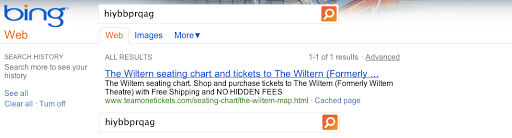 bing
hiybbprqag
Web
Web Images More▼
SEARCH HISTORY
Search more to see your
history
See all
Clear all · Turn off
ALL RESULTS 1-1 of 1 results · Advanced
The Wiltern seating chart and tickets to The Wiltern (Formerly ...
The Wiltern seating chart. Shop and purchase tickets to The Wiltern (Formerly Wiltern
Theatre) with Free Shipping and NO HIDDEN FEES
www.teamonetickets.com/seating-chart/the-wiltern-map.html · Cached page
hiybbprqag